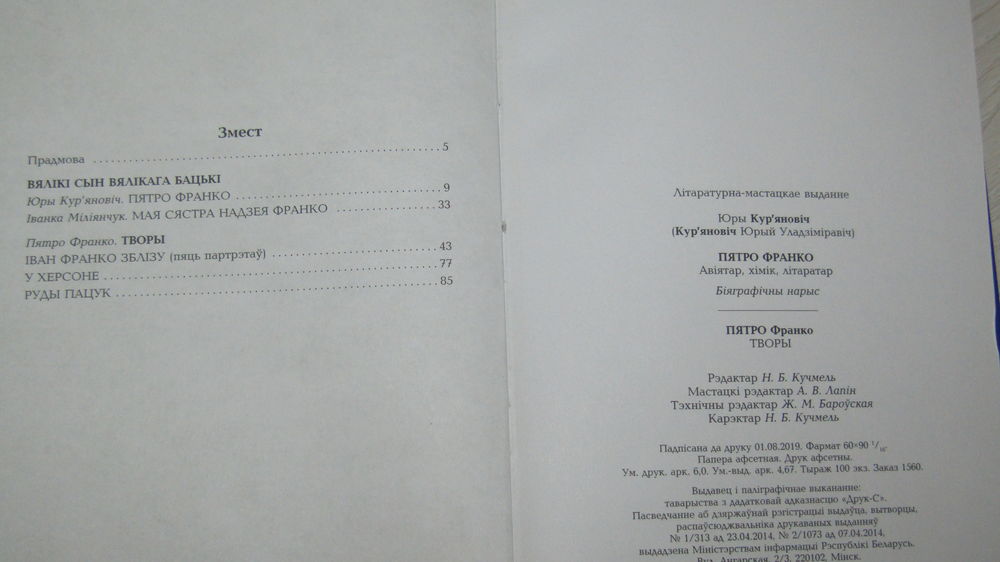 Змест
Прадмова ........ 5
ВЯЛІКІ СЫН ВЯЛІКАГА БАЦЬКІ
Юры Кур'яновіч. ПЯТРО ФРАНКО ........ 9
Іванка Міліянчук. МАЯ СЯСТРА НАДЗЕЯ ФРАНКО ........ 33
Пятро Франко. ТВОРЫ
ІВАН ФРАНКО ЗБЛІЗУ (пяць партрэтаў) ........ 43
У ХЕРСОНЕ ........ 77
РУДЫ ПАЦУК ........ 85
Літаратурна-мастацкае выданне
Юры Кур'яновіч
(Кур'яновіч Юрый Уладзіміравіч)
ПЯТРО ФРАНКО
Авіятар, хімік, літаратар
Біяграфічны нарыс
ПЯТРО Франко
ТВОРЫ
Рэдактар Н. Б. Кучмель
Мастацкі рэдактар А. В. Лапін
Тэхнічны рэдактар Ж. М. Бароўская
Карэктар Н. Б. Кучмель
Падпісана да друку 01.08.2019. Фармат 60×90 1/16.
Папера афсетная. Друк афсетны.
Ум. друк. арк. 6,0. Ум.-выд. арк. 4,67. Тыраж 100 экз. Заказ 1560.
Выдавец і паліграфічнае выкананне:
таварыства з дадатковай адказнасцю «Друк-С».
Пасведчанне аб дзяржаўнай рэгістрацыі выдаўца, вытворцы,
распаўсюджвальніка друкаваных выданняў
№ 1/313 ад 23.04.2014, № 2/1073 ад 07.04.2014,
выдадзена Міністэрствам інфармацыі Рэспублікі Беларусь.
Вул. Ангарская, 2/3, 220102, Мінск.